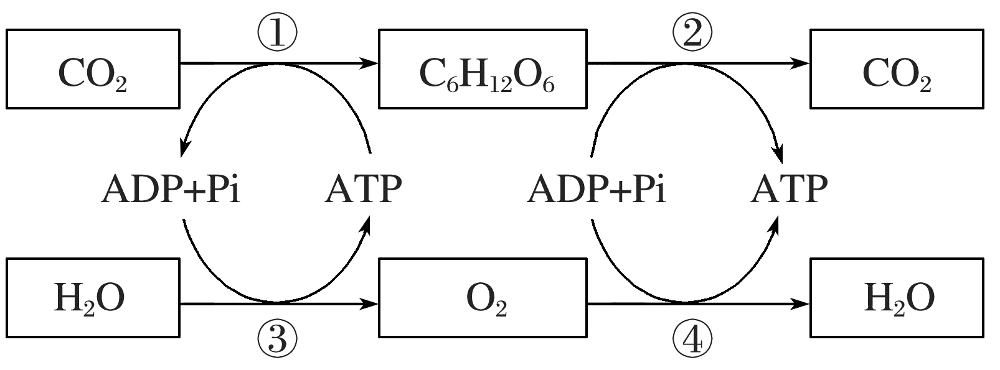 ① ②
CO₂ C₆H₁₂O₆ CO₂
ADP+Pi ATP ADP+Pi ATP
H₂O O₂ H₂O
③ ④